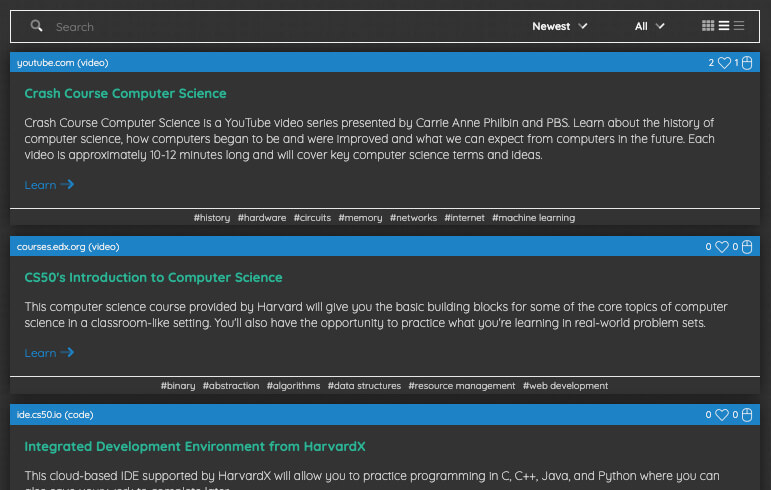 Search Newest All
youtube.com (video) 2 1
Crash Course Computer Science
Crash Course Computer Science is a YouTube video series presented by Carrie Anne Philbin and PBS. Learn about the history of
computer science, how computers began to be and were improved and what we can expect from computers in the future. Each
video is approximately 10-12 minutes long and will cover key computer science terms and ideas.
Learn
#history #hardware #circuits #memory #networks #internet #machine learning
courses.edx.org (video) 0 0
CS50's Introduction to Computer Science
This computer science course provided by Harvard will give you the basic building blocks for some of the core topics of computer
science in a classroom-like setting. You'll also have the opportunity to practice what you're learning in real-world problem sets.
Learn
#binary #abstraction #algorithms #data structures #resource management #web development
ide.cs50.io (code) 0 0
Integrated Development Environment from HarvardX
This cloud-based IDE supported by HarvardX will allow you to practice programming in C, C++, Java, and Python where you can